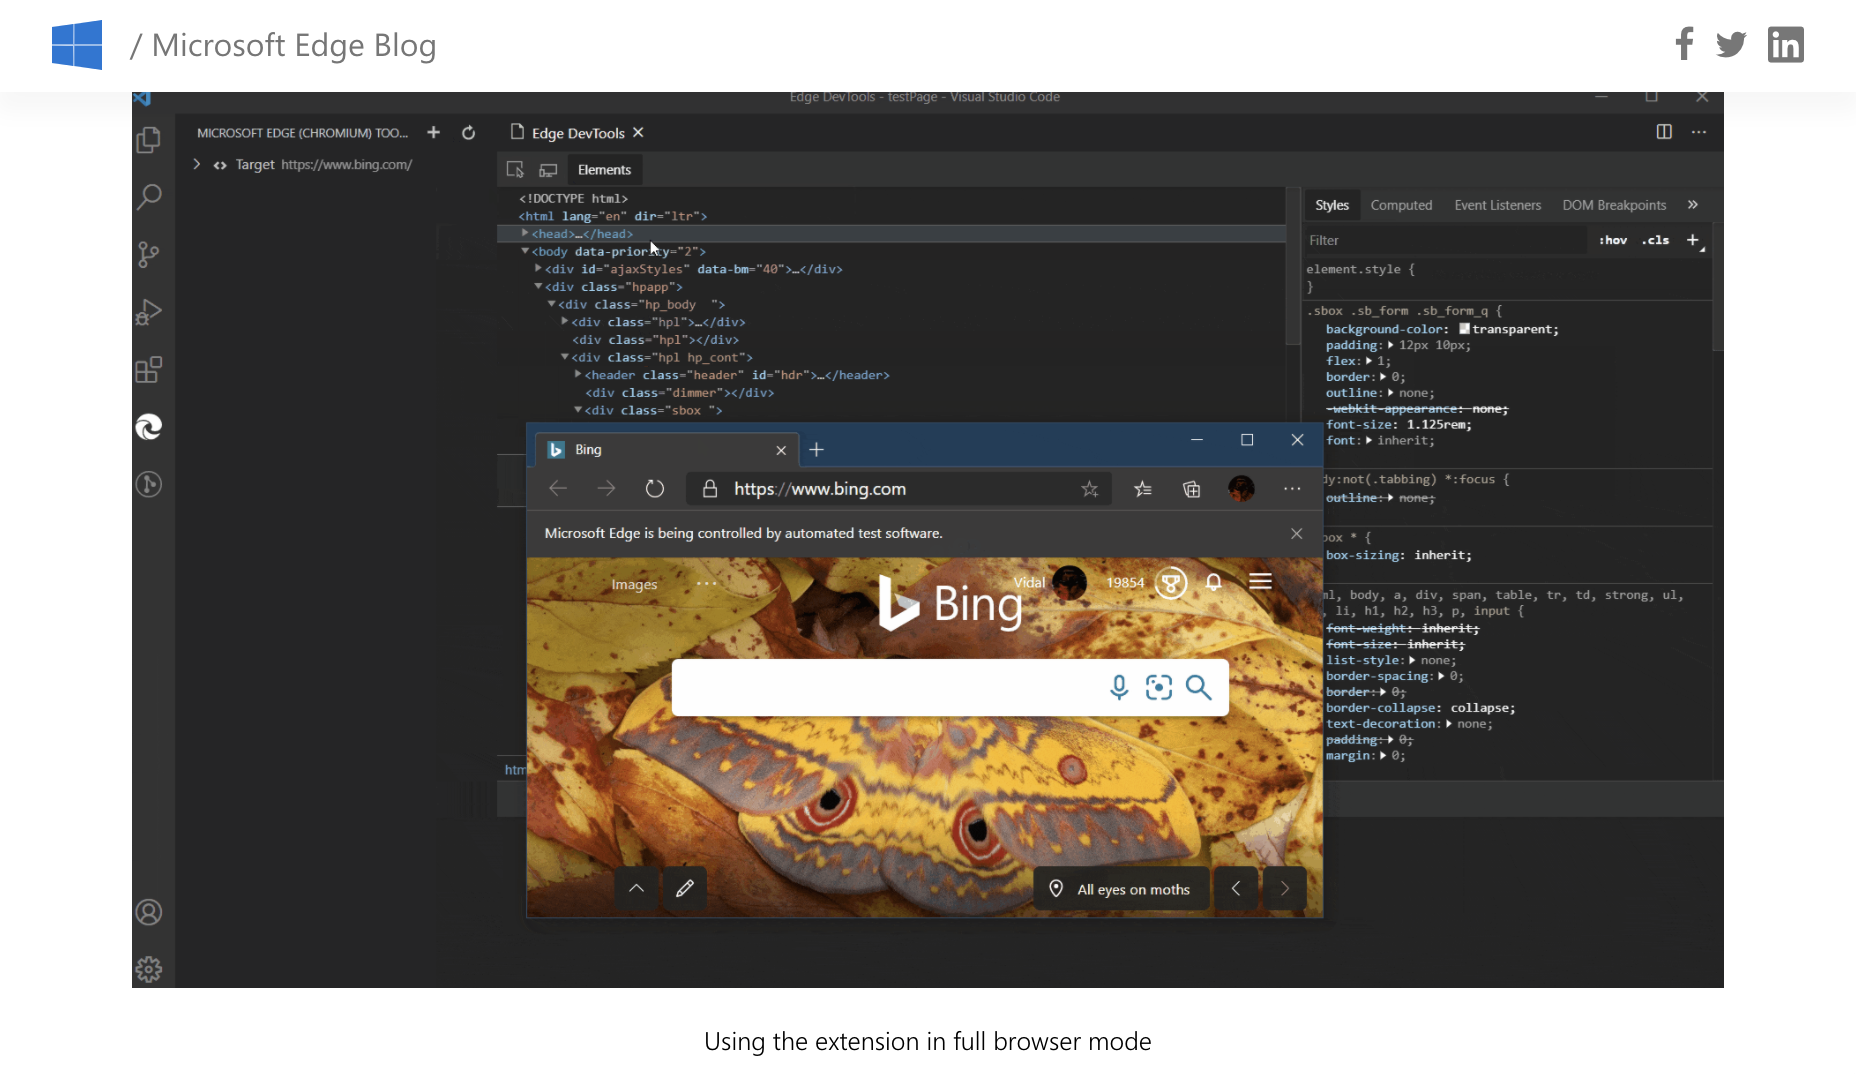 / Microsoft Edge Blog
Edge DevTools - testPage - Visual Studio Code
MICROSOFT EDGE (CHROMIUM) TOO...
Target https://www.bing.com/
Edge DevTools
Elements
<!DOCTYPE html>
<html lang="en" dir="ltr">
<head>…</head>
<body data-priority="2">
<div id="ajaxStyles" data-bm="40">…</div>
<div class="hpapp">
<div class="hp_body  ">
<div class="hpl">…</div>
<div class="hpl"></div>
<div class="hpl hp_cont">
<header class="header" id="hdr">…</header>
<div class="dimmer"></div>
<div class="sbox ">
htm
Styles Computed Event Listeners DOM Breakpoints
Filter :hov .cls
element.style {
}
.sbox .sb_form .sb_form_q {
background-color: transparent;
padding: 12px 10px;
flex: 1;
border: 0;
outline: none;
-webkit-appearance: none;
font-size: 1.125rem;
font: inherit;
dy:not(.tabbing) *:focus {
outline: none;
box * {
box-sizing: inherit;
ml, body, a, div, span, table, tr, td, strong, ul,
, li, h1, h2, h3, p, input {
font-weight: inherit;
font-size: inherit;
list-style: none;
border-spacing: 0;
border: 0;
border-collapse: collapse;
text-decoration: none;
padding: 0;
margin: 0;
Bing
https://www.bing.com
Microsoft Edge is being controlled by automated test software.
Images
Bing
Vidal 19854
All eyes on moths
Using the extension in full browser mode